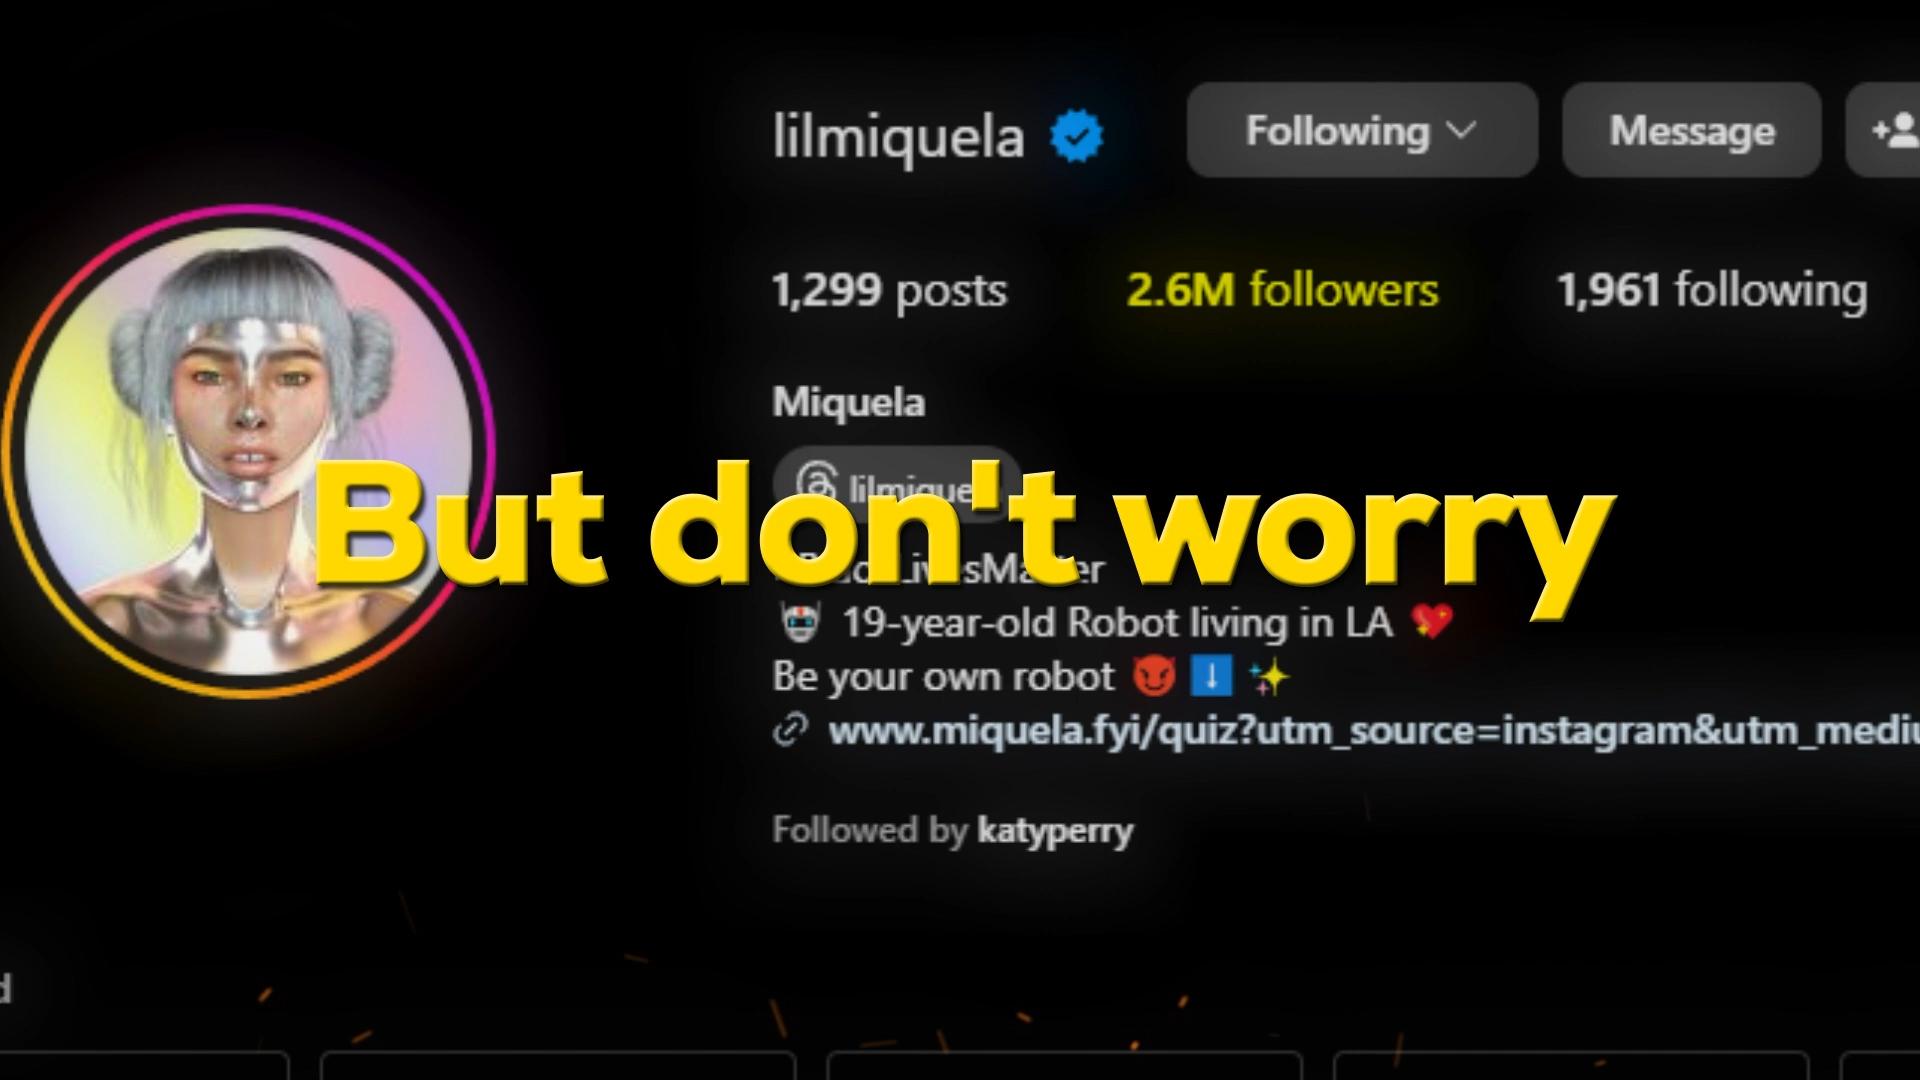 lilmiquela
Following
Message
1,299 posts
2.6M followers
1,961 following
Miquela
But don't worry
19-year-old Robot living in LA
Be your own robot
www.miquela.fyi/quiz?utm_source=instagram&utm_mediu
Followed by katyperry
d